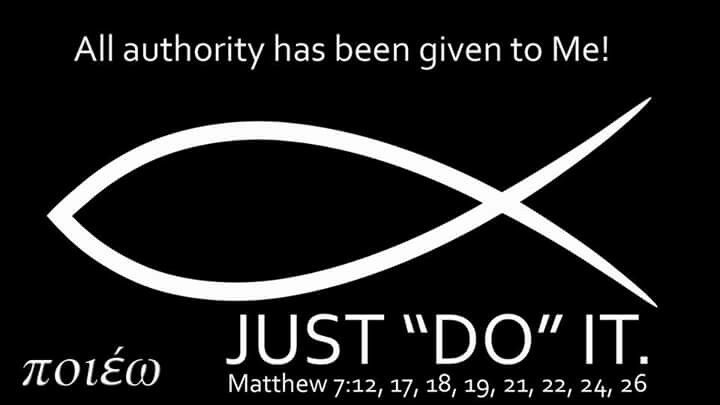 All authority has been given to Me!
JUST “DO” IT.
ποιέω
Matthew 7:12, 17, 18, 19, 21, 22, 24, 26